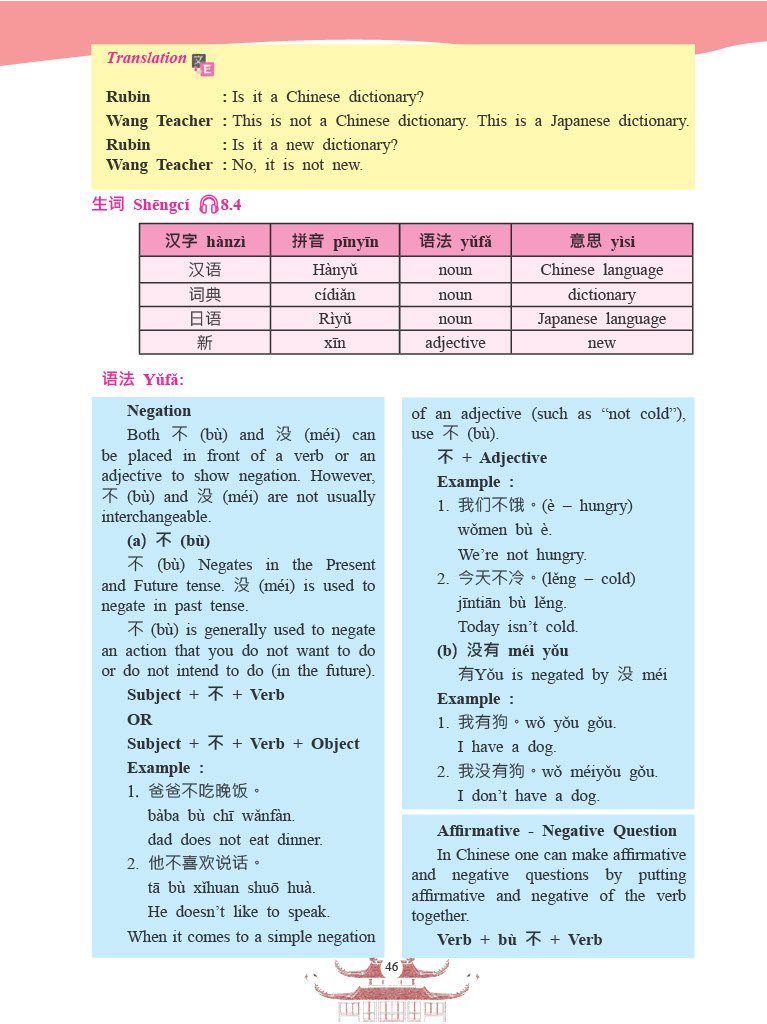 Translation
Rubin : Is it a Chinese dictionary?
Wang Teacher : This is not a Chinese dictionary. This is a Japanese dictionary.
Rubin : Is it a new dictionary?
Wang Teacher : No, it is not new.
生词 Shēngcí 8.4
汉字 hànzì 拼音 pīnyīn 语法 yǔfǎ 意思 yìsi
汉语 Hànyǔ noun Chinese language
词典 cídiǎn noun dictionary
日语 Rìyǔ noun Japanese language
新 xīn adjective new
语法 Yǔfǎ:
Negation
Both 不 (bù) and 没 (méi) can
be placed in front of a verb or an
adjective to show negation. However,
不 (bù) and 没 (méi) are not usually
interchangeable.
(a) 不 (bù)
不 (bù) Negates in the Present
and Future tense. 没 (méi) is used to
negate in past tense.
不 (bù) is generally used to negate
an action that you do not want to do
or do not intend to do (in the future).
Subject + 不 + Verb
OR
Subject + 不 + Verb + Object
Example :
1. 爸爸不吃晚饭。
bàba bù chī wǎnfàn.
dad does not eat dinner.
2. 他不喜欢说话。
tā bù xǐhuan shuō huà.
He doesn't like to speak.
When it comes to a simple negation
of an adjective (such as “not cold”),
use 不 (bù).
不 + Adjective
Example :
1. 我们不饿。(è – hungry)
wǒmen bù è.
We're not hungry.
2. 今天不冷。(lěng – cold)
jīntiān bù lěng.
Today isn't cold.
(b) 没有 méi yǒu
有Yǒu is negated by 没 méi
Example :
1. 我有狗。wǒ yǒu gǒu.
I have a dog.
2. 我没有狗。wǒ méiyǒu gǒu.
I don't have a dog.
Affirmative - Negative Question
In Chinese one can make affirmative
and negative questions by putting
affirmative and negative of the verb
together.
Verb + bù 不 + Verb
46